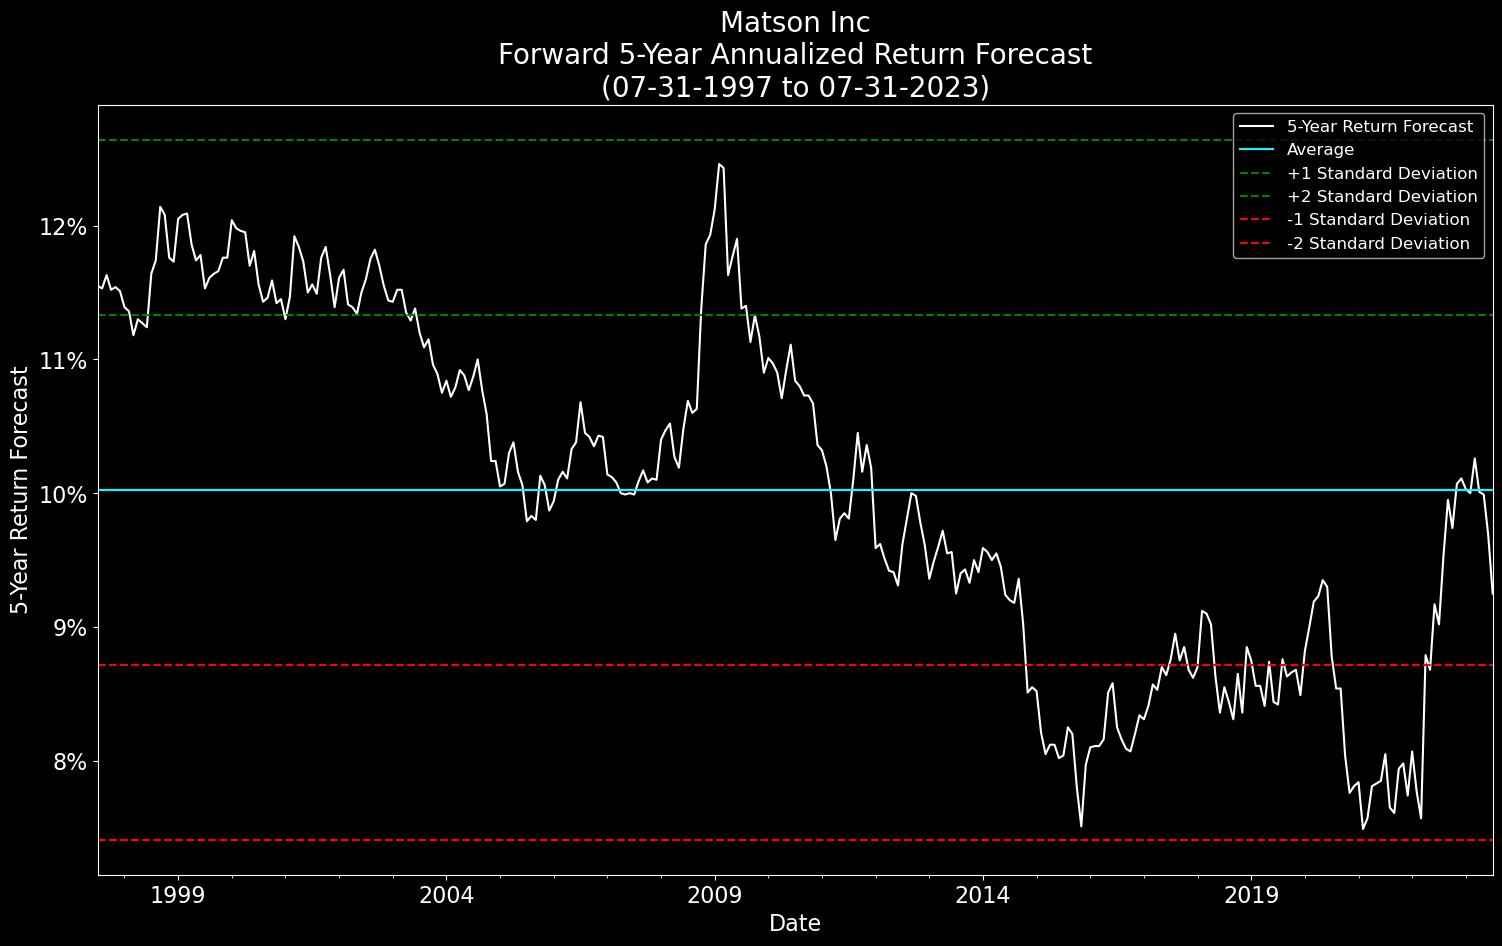 Matson Inc
Forward 5-Year Annualized Return Forecast
(07-31-1997 to 07-31-2023)
5-Year Return Forecast
Average
+1 Standard Deviation
+2 Standard Deviation
-1 Standard Deviation
-2 Standard Deviation
12%
11%
10%
9%
8%
5-Year Return Forecast
1999
2004
2009
2014
2019
Date